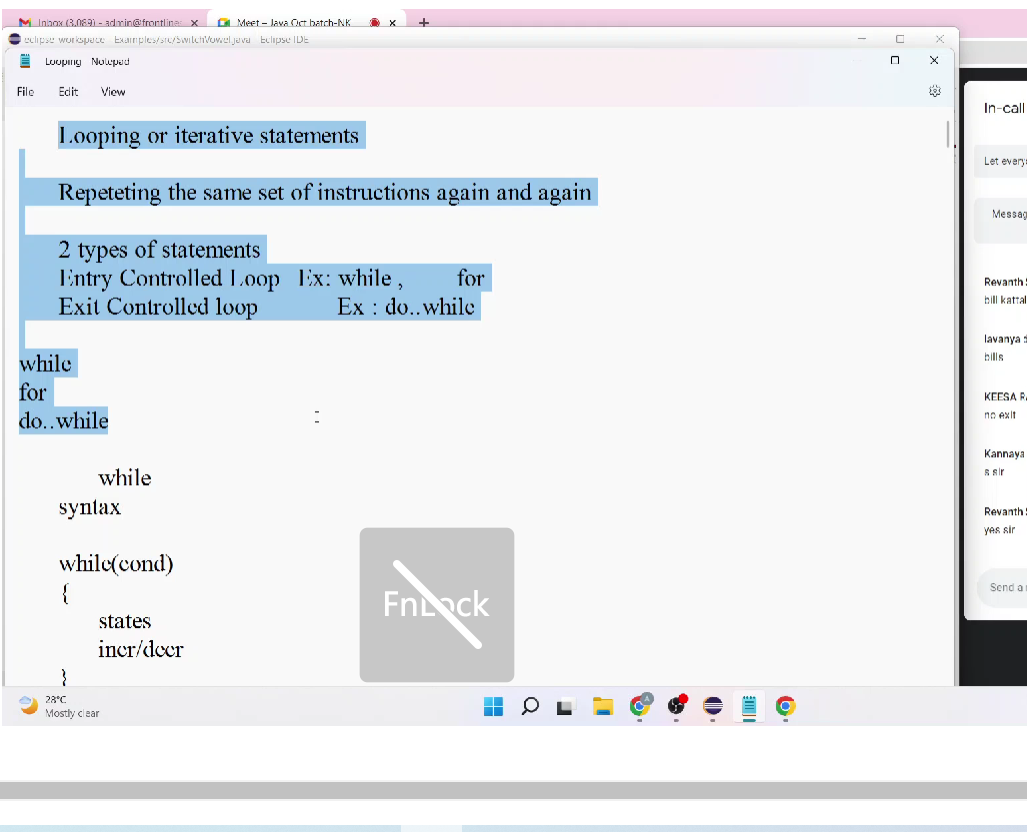 Inbox (3,089) - admin@frontlines
Meet – Java Oct batch-NK
eclipse-workspace - Examples/src/SwitchVowel.java - Eclipse IDE
Looping - Notepad
File Edit View
Looping or iterative statements
Repeteting the same set of instructions again and again
2 types of statements
Entry Controlled Loop Ex: while , for
Exit Controlled loop Ex : do..while
while
for
do..while
while
syntax
while(cond)
{
states
incr/decr
}
FnLock
28°C
Mostly clear
In-call
Let every
Messag
Revanth
bill kattal
lavanya
bills
KEESA
no exit
Kannaya
s sir
Revanth
yes sir
Send a